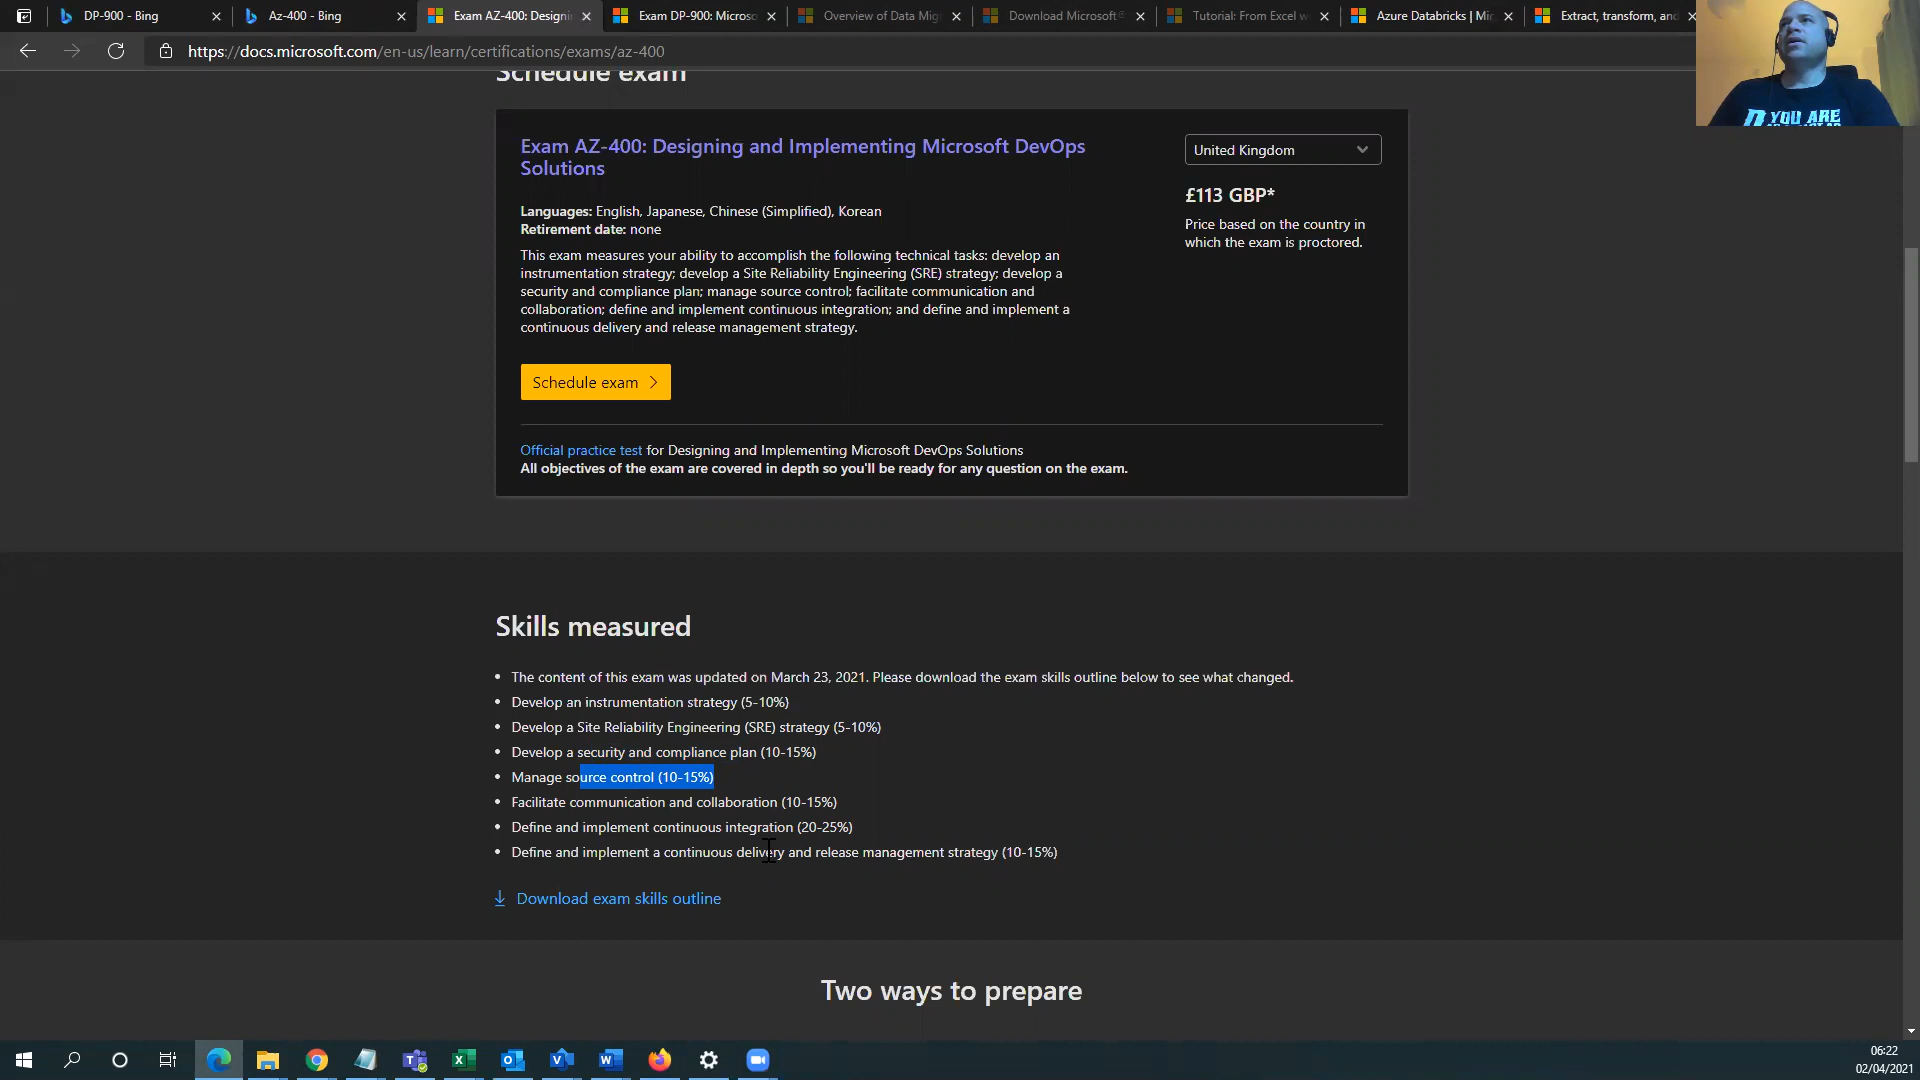 DP-900 - Bing
Az-400 - Bing
Exam AZ-400: Designi
Exam DP-900: Micros
Overview of Data Mig
Download Microsoft®
Tutorial: From Excel w
Azure Databricks | Mi
Extract, transform, and
https://docs.microsoft.com/en-us/learn/certifications/exams/az-400
YOU ARE
Schedule exam
Exam AZ-400: Designing and Implementing Microsoft DevOps
Solutions
United Kingdom
£113 GBP*
Price based on the country in
which the exam is proctored.
Languages: English, Japanese, Chinese (Simplified), Korean
Retirement date: none
This exam measures your ability to accomplish the following technical tasks: develop an
instrumentation strategy; develop a Site Reliability Engineering (SRE) strategy; develop a
security and compliance plan; manage source control; facilitate communication and
collaboration; define and implement continuous integration; and define and implement a
continuous delivery and release management strategy.
Schedule exam
Official practice test for Designing and Implementing Microsoft DevOps Solutions
All objectives of the exam are covered in depth so you'll be ready for any question on the exam.
Skills measured
• The content of this exam was updated on March 23, 2021. Please download the exam skills outline below to see what changed.
• Develop an instrumentation strategy (5-10%)
• Develop a Site Reliability Engineering (SRE) strategy (5-10%)
• Develop a security and compliance plan (10-15%)
• Manage source control (10-15%)
• Facilitate communication and collaboration (10-15%)
• Define and implement continuous integration (20-25%)
• Define and implement a continuous delivery and release management strategy (10-15%)
Download exam skills outline
Two ways to prepare
06:22
02/04/2021